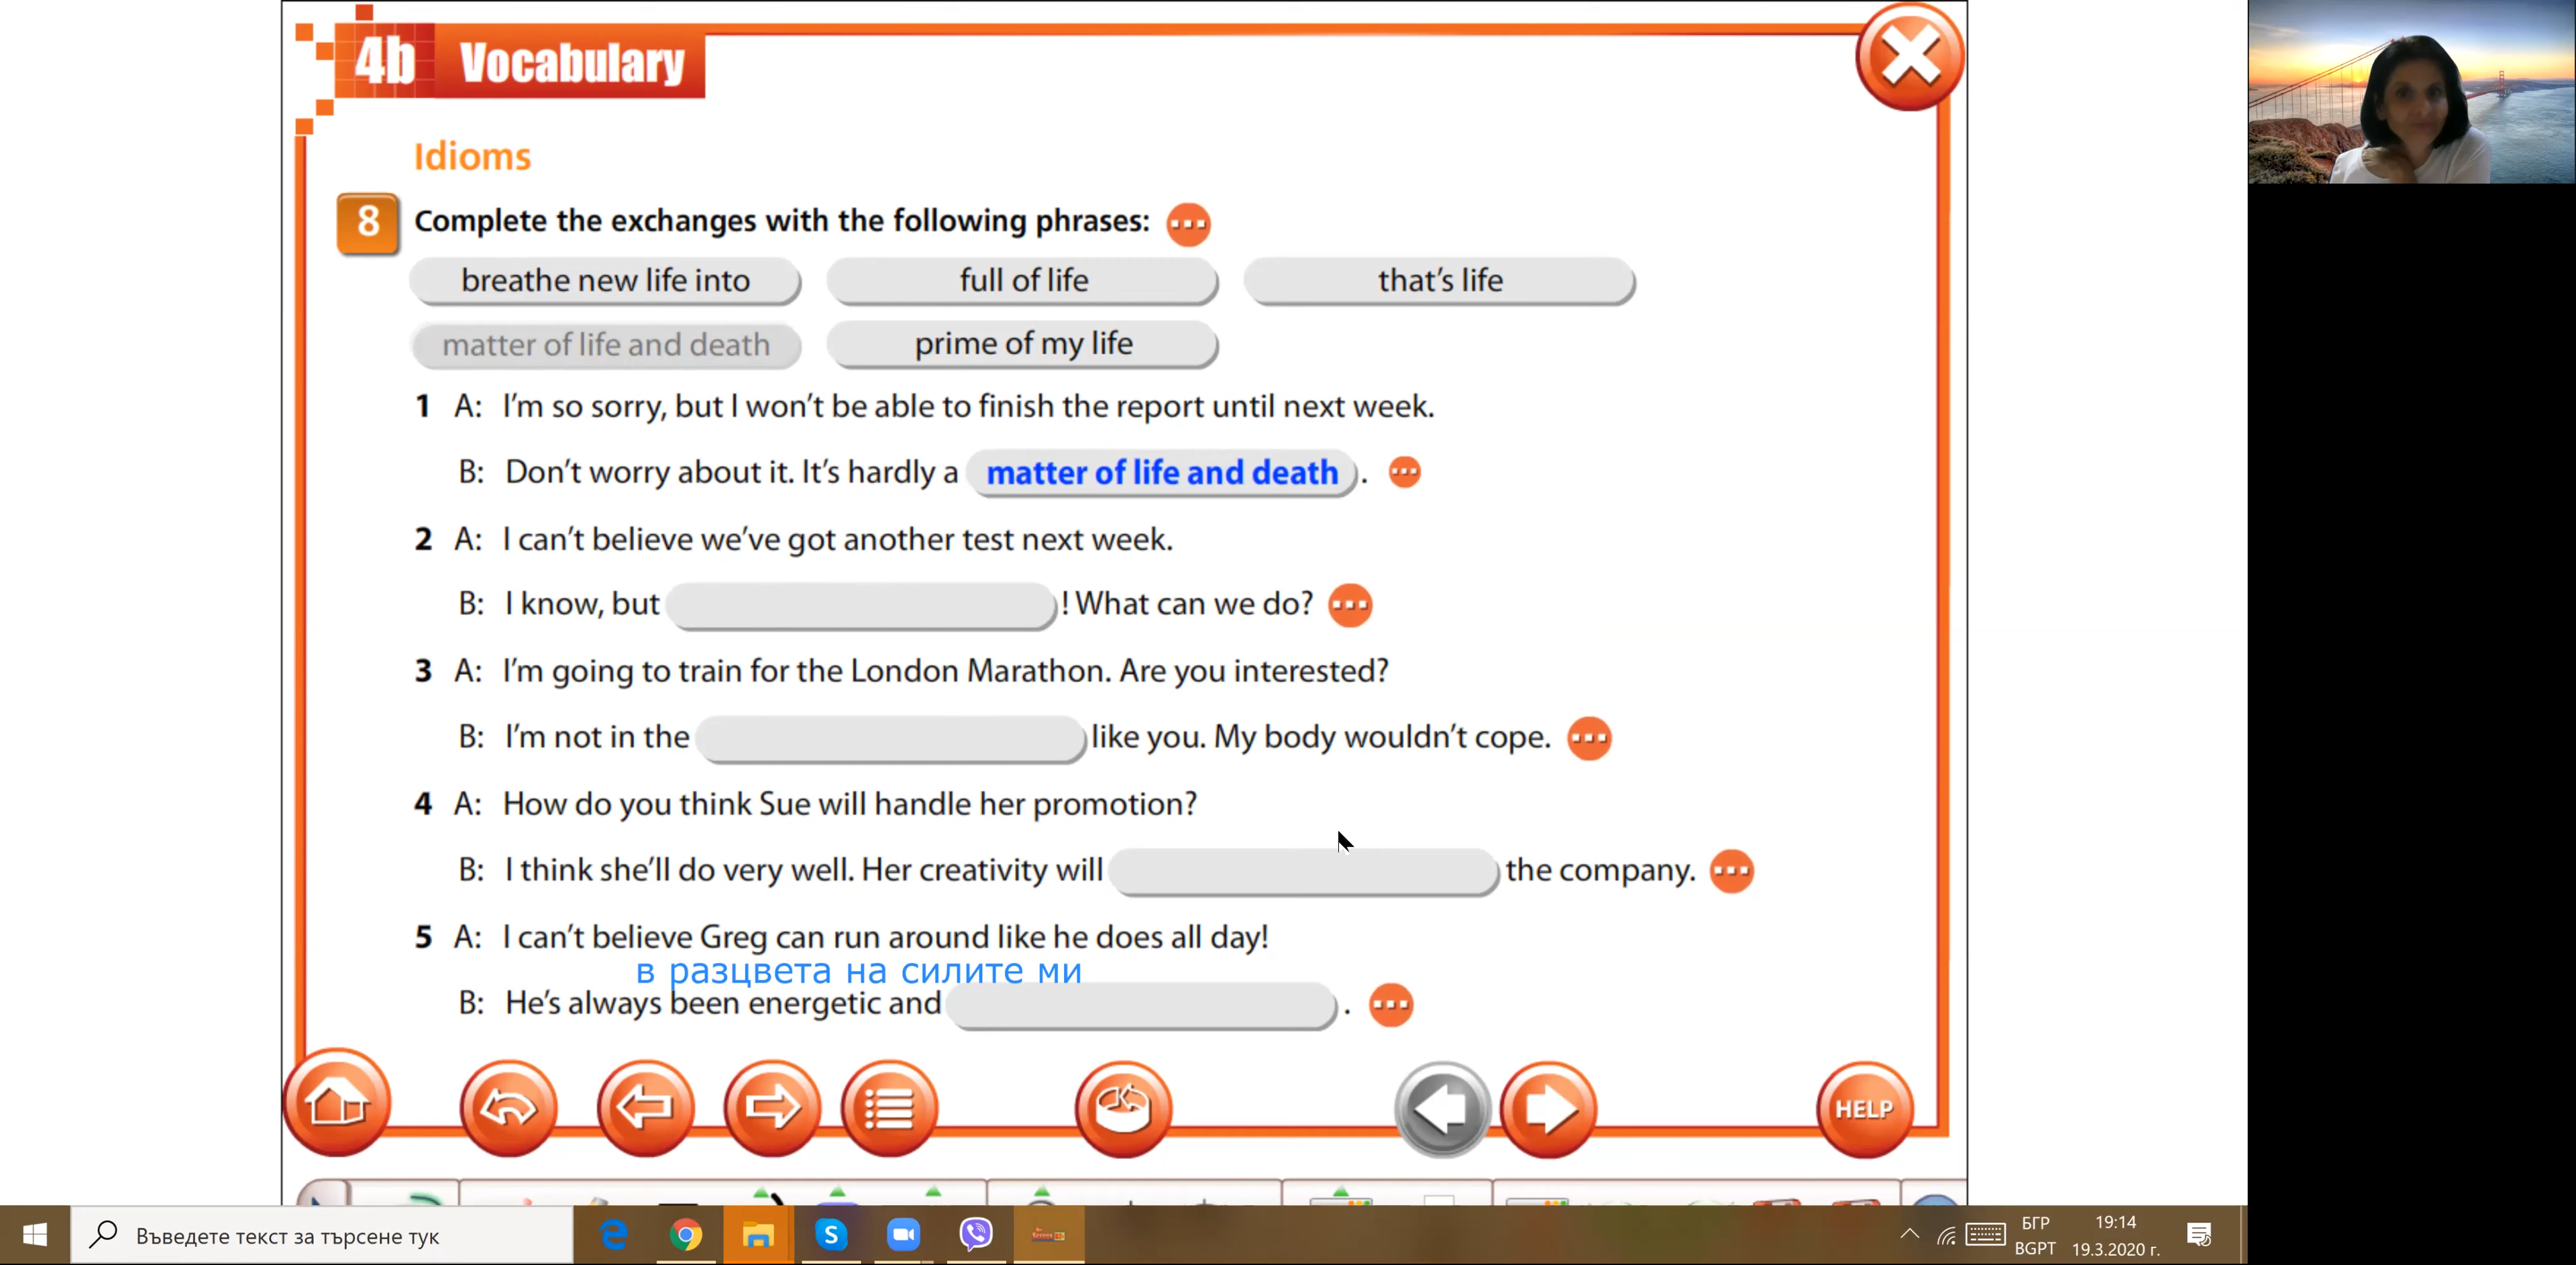 4b Vocabulary
Idioms
8 Complete the exchanges with the following phrases:
breathe new life into full of life that's life
matter of life and death prime of my life
1 A: I'm so sorry, but I won't be able to finish the report until next week.
B: Don't worry about it. It's hardly a matter of life and death .
2 A: I can't believe we've got another test next week.
B: I know, but ! What can we do?
3 A: I'm going to train for the London Marathon. Are you interested?
B: I'm not in the like you. My body wouldn't cope.
4 A: How do you think Sue will handle her promotion?
B: I think she'll do very well. Her creativity will the company.
5 A: I can't believe Greg can run around like he does all day!
в разцвета на силите ми
B: He's always been energetic and .
HELP
Въведете текст за търсене тук
БГР
BGPT
19:14
19.3.2020 г.